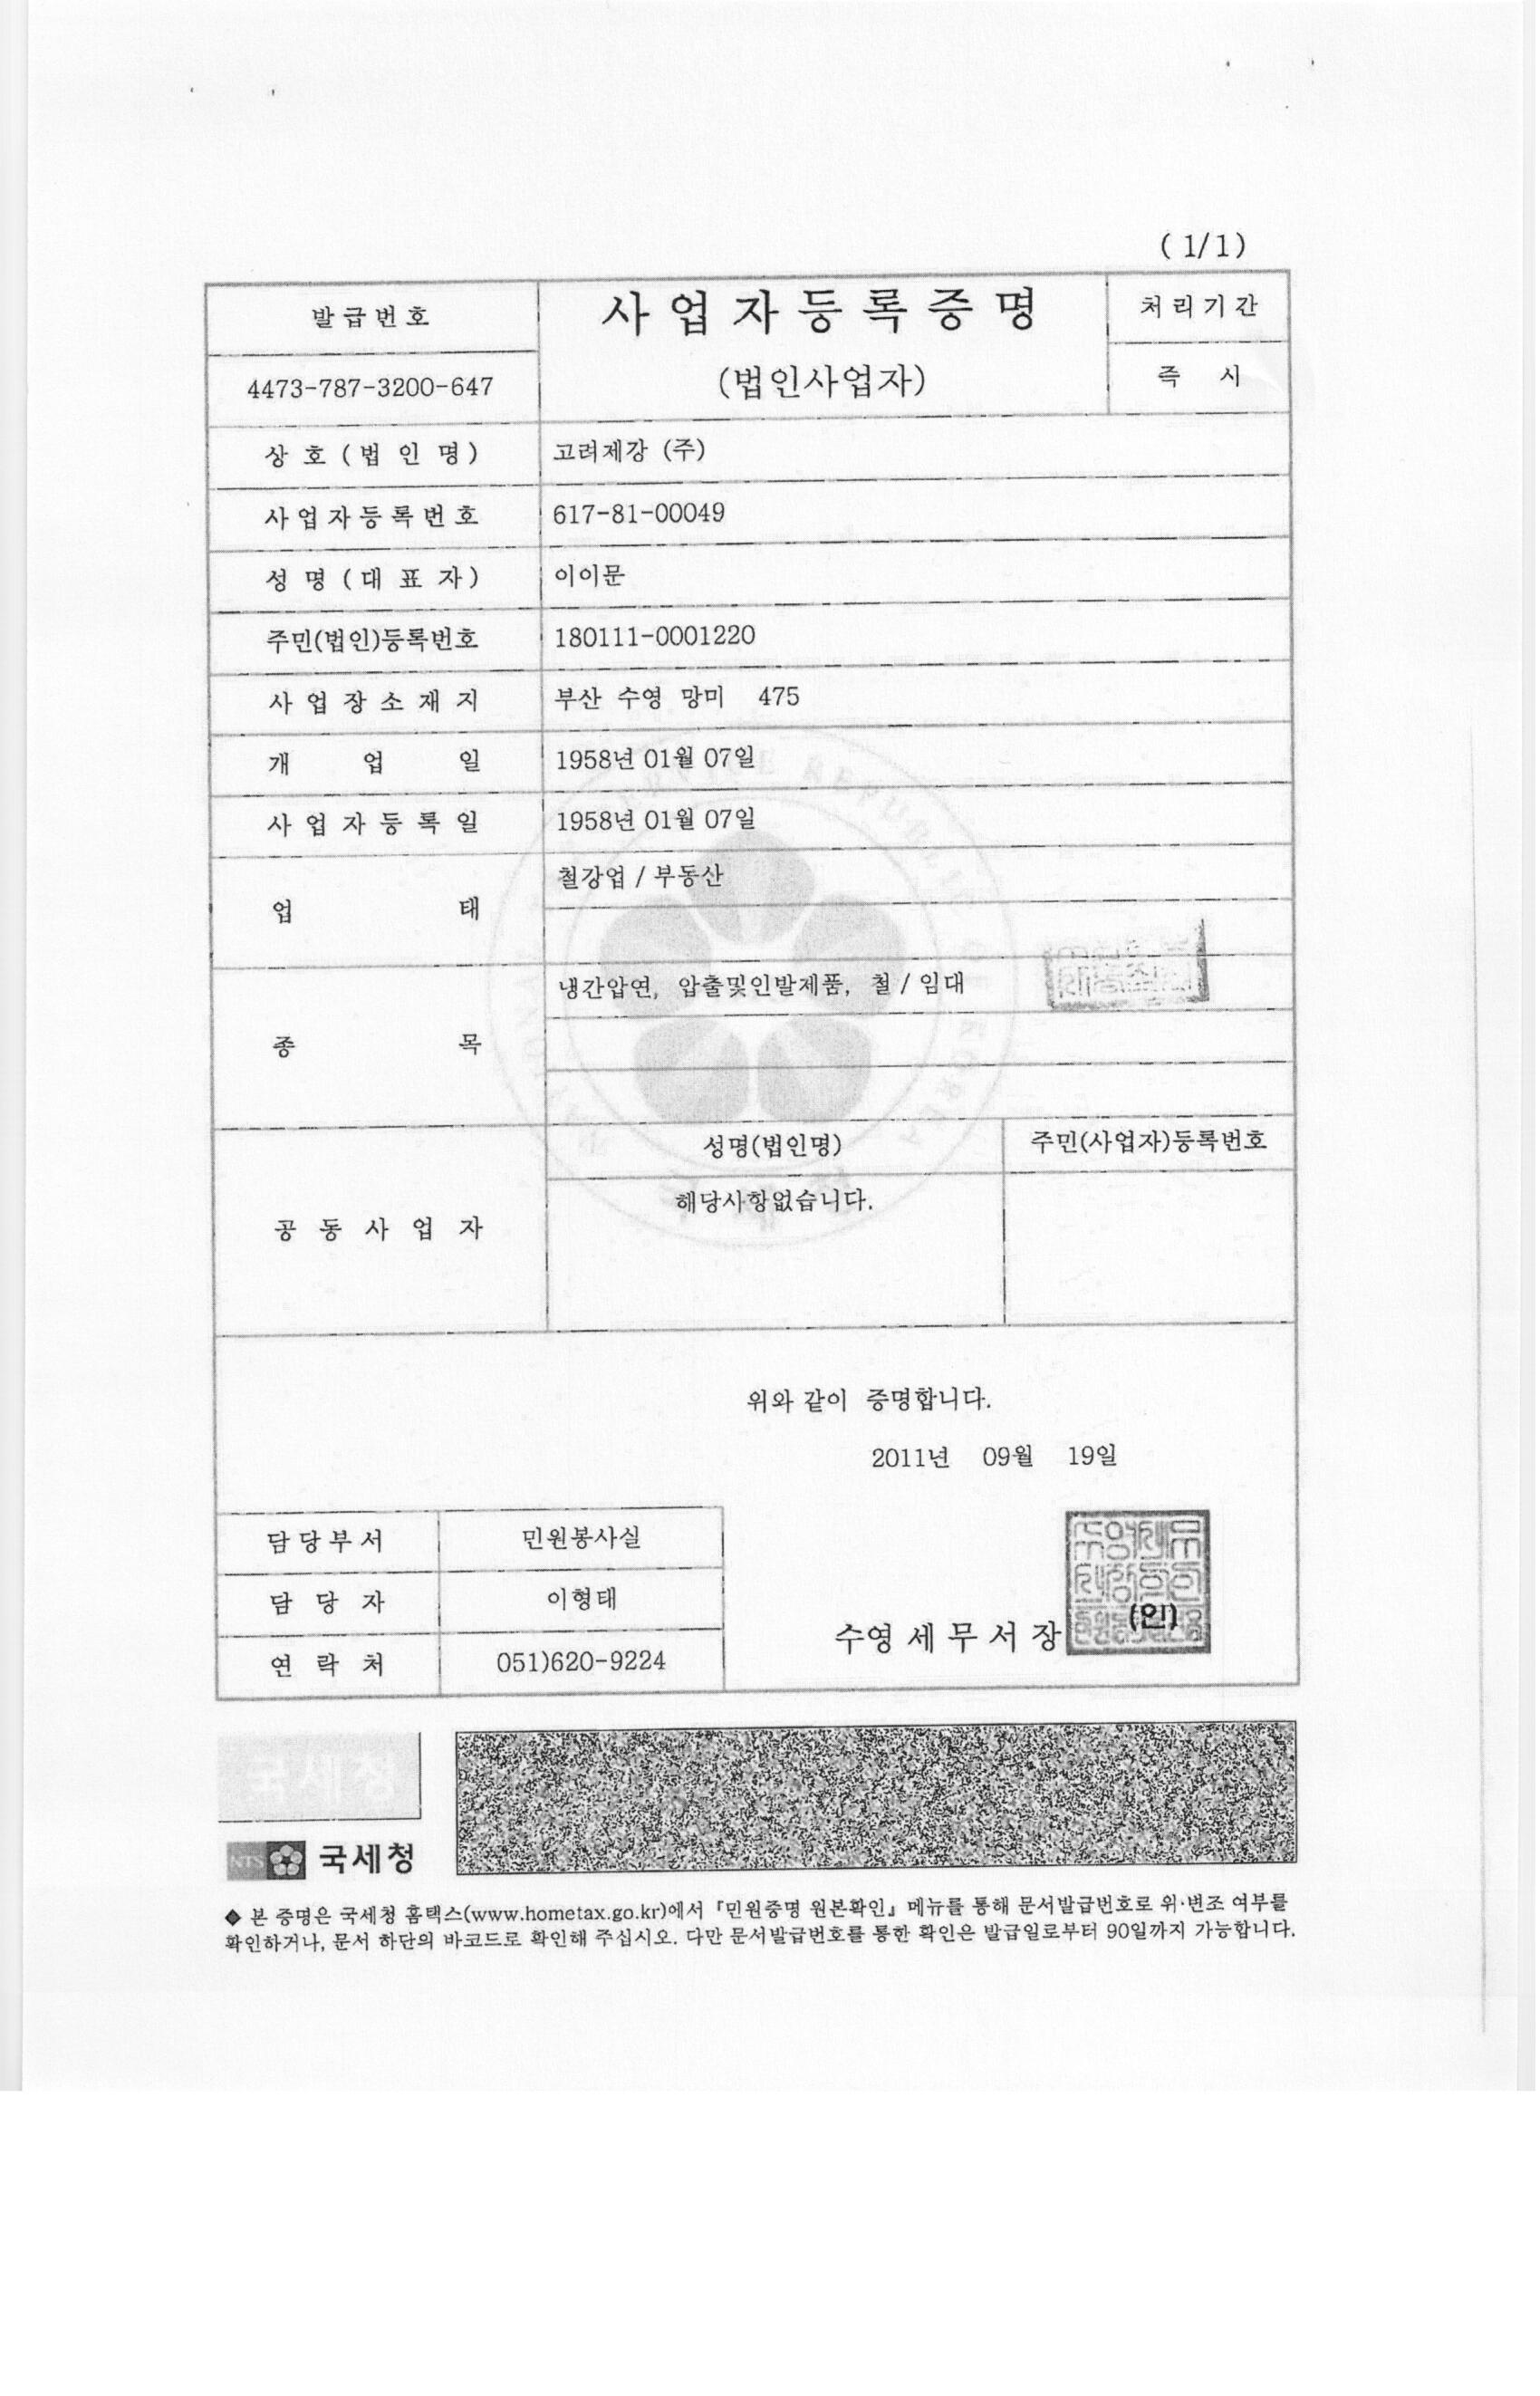 ( 1/1)
발급번호
사업자등록증명
처리기간
4473-787-3200-647
(법인사업자)
즉 시
상 호 ( 법 인 명 )
고려제강 (주)
사업자등록번호
617-81-00049
성 명 ( 대 표 자 )
이이문
주민(법인)등록번호
180111-0001220
사 업 장 소 재 지
부산 수영 망미 475
개 업 일
1958년 01월 07일
사 업 자 등 록 일
1958년 01월 07일
업 태
철강업 / 부동산
종 목
냉간압연, 압출및인발제품, 철 / 임대
공 동 사 업 자
성명(법인명)
주민(사업자)등록번호
해당사항없습니다.
위와 같이 증명합니다.
2011년 09월 19일
담당부서
민원봉사실
담 당 자
이형태
연 락 처
051)620-9224
수영 세 무 서 장
(인)
국세청
NTS 국세청
◆ 본 증명은 국세청 홈택스(www.hometax.go.kr)에서 「민원증명 원본확인」 메뉴를 통해 문서발급번호로 위·변조 여부를
확인하거나, 문서 하단의 바코드로 확인해 주십시오. 다만 문서발급번호를 통한 확인은 발급일로부터 90일까지 가능합니다.